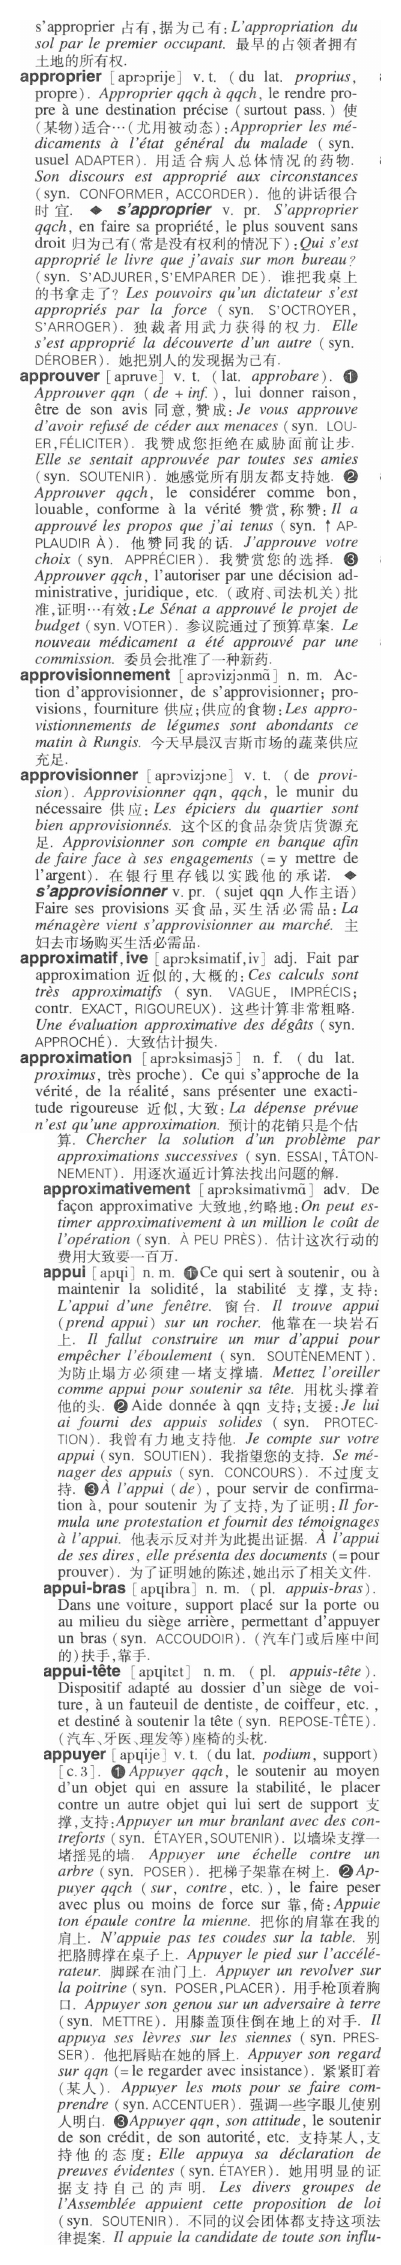 s'approprier 占有,据为己有:L'appropriation du
sol par le premier occupant. 最早的占领者拥有
土地的所有权.
approprier [aprɔprije] v. t. (du lat. proprius,
propre). Approprier qqch à qqch, le rendre pro-
pre à une destination précise (surtout pass.) 使
(某物)适合…(尤用被动态):Approprier les mé-
dicaments à l'état général du malade (syn.
usuel ADAPTER). 用适合病人总体情况的药物.
Son discours est approprié aux circonstances
(syn. CONFORMER, ACCORDER). 他的讲话很合
时宜. ◆ s'approprier v. pr. S'approprier
qqch, en faire sa propriété, le plus souvent sans
droit 归为己有(常是没有权利的情况下):Qui s'est
approprié le livre que j'avais sur mon bureau?
(syn. S'ADJURER, S'EMPARER DE). 谁把我桌上
的书拿走了? Les pouvoirs qu'un dictateur s'est
appropriés par la force (syn. S'OCTROYER,
S'ARROGER). 独裁者用武力获得的权力. Elle
s'est approprié la découverte d'un autre (syn.
DÉROBER). 她把别人的发现据为己有.
approuver [apruve] v. t. (lat. approbare). ❶
Approuver qqn (de + inf.), lui donner raison,
être de son avis 同意,赞成:Je vous approuve
d'avoir refusé de céder aux menaces (syn. LOU-
ER,FÉLICITER). 我赞成您拒绝在威胁面前让步.
Elle se sentait approuvée par toutes ses amies
(syn. SOUTENIR). 她感觉所有朋友都支持她. ❷
Approuver qqch, le considérer comme bon,
louable, conforme à la vérité 赞赏,称赞:Il a
approuvé les propos que j'ai tenus (syn. ↑ AP-
PLAUDIR À). 他赞同我的话. J'approuve votre
choix (syn. APPRÉCIER). 我赞赏您的选择. ❸
Approuver qqch, l'autoriser par une décision ad-
ministrative, juridique, etc. (政府、司法机关)批
准,证明…有效:Le Sénat a approuvé le projet de
budget (syn. VOTER). 参议院通过了预算草案. Le
nouveau médicament a été approuvé par une
commission. 委员会批准了一种新药.
approvisionnement [aprɔvizjɔnmɑ̃] n. m. Ac-
tion d'approvisionner, de s'approvisionner; pro-
visions, fourniture 供应;供应的食物:Les appro-
vistionnements de légumes sont abondants ce
matin à Rungis. 今天早晨汉吉斯市场的蔬菜供应
充足.
approvisionner [aprɔvizjɔne] v. t. (de provi-
sion). Approvisionner qqn, qqch, le munir du
nécessaire 供应:Les épiciers du quartier sont
bien approvisionnés. 这个区的食品杂货店货源充
足. Approvisionner son compte en banque afin
de faire face à ses engagements (= y mettre de
l'argent). 在银行里存钱以实践他的承诺. ◆
s'approvisionner v. pr. (sujet qqn 人作主语)
Faire ses provisions 买食品,买生活必需品:La
ménagère vient s'approvisionner au marché. 主
妇去市场购买生活必需品.
approximatif,ive [aprɔksimatif,iv] adj. Fait par
approximation 近似的,大概的:Ces calculs sont
très approximatifs (syn. VAGUE, IMPRÉCIS;
contr. EXACT, RIGOUREUX). 这些计算非常粗略.
Une évaluation approximative des dégâts (syn.
APPROCHÉ). 大致估计损失.
approximation [aprɔksimasjɔ̃] n. f. (du lat.
proximus, très proche). Ce qui s'approche de la
vérité, de la réalité, sans présenter une exacti-
tude rigoureuse 近似,大致:La dépense prévue
n'est qu'une approximation. 预计的花销只是个估
算. Chercher la solution d'un problème par
approximations successives (syn. ESSAI, TÂTON-
NEMENT). 用逐次逼近计算法找出问题的解.
approximativement [aprɔksimativmɑ̃] adv. De
façon approximative 大致地,约略地:On peut es-
timer approximativement à un million le coût de
l'opération (syn. À PEU PRÈS). 估计这次行动的
费用大致要一百万.
appui [apɥi] n. m. ❶Ce qui sert à soutenir, ou à
maintenir la solidité, la stabilité 支撑,支持:
L'appui d'une fenêtre. 窗台. Il trouve appui
(prend appui) sur un rocher. 他靠在一块岩石
上. Il fallut construire un mur d'appui pour
empêcher l'éboulement (syn. SOUTÈNEMENT).
为防止塌方必须建一堵支撑墙. Mettez l'oreiller
comme appui pour soutenir sa tête. 用枕头撑着
他的头. ❷Aide donnée à qqn 支持;支援:Je lui
ai fourni des appuis solides (syn. PROTEC-
TION). 我曾有力地支持他. Je compte sur votre
appui (syn. SOUTIEN). 我指望您的支持. Se mé-
nager des appuis (syn. CONCOURS). 不过度支
持. ❸À l'appui (de), pour servir de confirma-
tion à, pour soutenir 为了支持,为了证明:Il for-
mula une protestation et fournit des témoignages
à l'appui. 他表示反对并为此提出证据. À l'appui
de ses dires, elle présenta des documents (=pour
prouver). 为了证明她的陈述,她出示了相关文件.
appui-bras [apɥibra] n. m. (pl. appuis-bras).
Dans une voiture, support placé sur la porte ou
au milieu du siège arrière, permettant d'appuyer
un bras (syn. ACCOUDOIR). (汽车门或后座中间
的)扶手,靠手.
appui-tête [apɥitɛt] n. m. (pl. appuis-tête).
Dispositif adapté au dossier d'un siège de voi-
ture, à un fauteuil de dentiste, de coiffeur, etc.,
et destiné à soutenir la tête (syn. REPOSE-TÊTE).
(汽车、牙医、理发等)座椅的头枕.
appuyer [apɥije] v. t. (du lat. podium, support)
[c. 3]. ❶Appuyer qqch, le soutenir au moyen
d'un objet qui en assure la stabilité, le placer
contre un autre objet qui lui sert de support 支
撑,支持:Appuyer un mur branlant avec des con-
treforts (syn. ÉTAYER,SOUTENIR). 以墙垛支撑一
堵摇晃的墙. Appuyer une échelle contre un
arbre (syn. POSER). 把梯子架靠在树上. ❷Ap-
puyer qqch (sur, contre, etc.), le faire peser
avec plus ou moins de force sur 靠,倚:Appuie
ton épaule contre la mienne. 把你的肩靠在我的
肩上. N'appuie pas tes coudes sur la table. 别
把胳膊撑在桌子上. Appuyer le pied sur l'accélé-
rateur. 脚踩在油门上. Appuyer un revolver sur
la poitrine (syn. POSER,PLACER). 用手枪顶着胸
口. Appuyer son genou sur un adversaire à terre
(syn. METTRE). 用膝盖顶住倒在地上的对手. Il
appuya ses lèvres sur les siennes (syn. PRES-
SER). 他把唇贴在她的唇上. Appuyer son regard
sur qqn (=le regarder avec insistance). 紧紧盯着
(某人). Appuyer les mots pour se faire com-
prendre (syn. ACCENTUER). 强调一些字眼儿使别
人明白. ❸Appuyer qqn, son attitude, le soutenir
de son crédit, de son autorité, etc. 支持某人,支
持他的态度: Elle appuya sa déclaration de
preuves évidentes (syn. ÉTAYER). 她用明显的证
据支持自己的声明. Les divers groupes de
l'Assemblée appuient cette proposition de loi
(syn. SOUTENIR). 不同的议会团体都支持这项法
律提案. Il appuie la candidate de toute son influ-